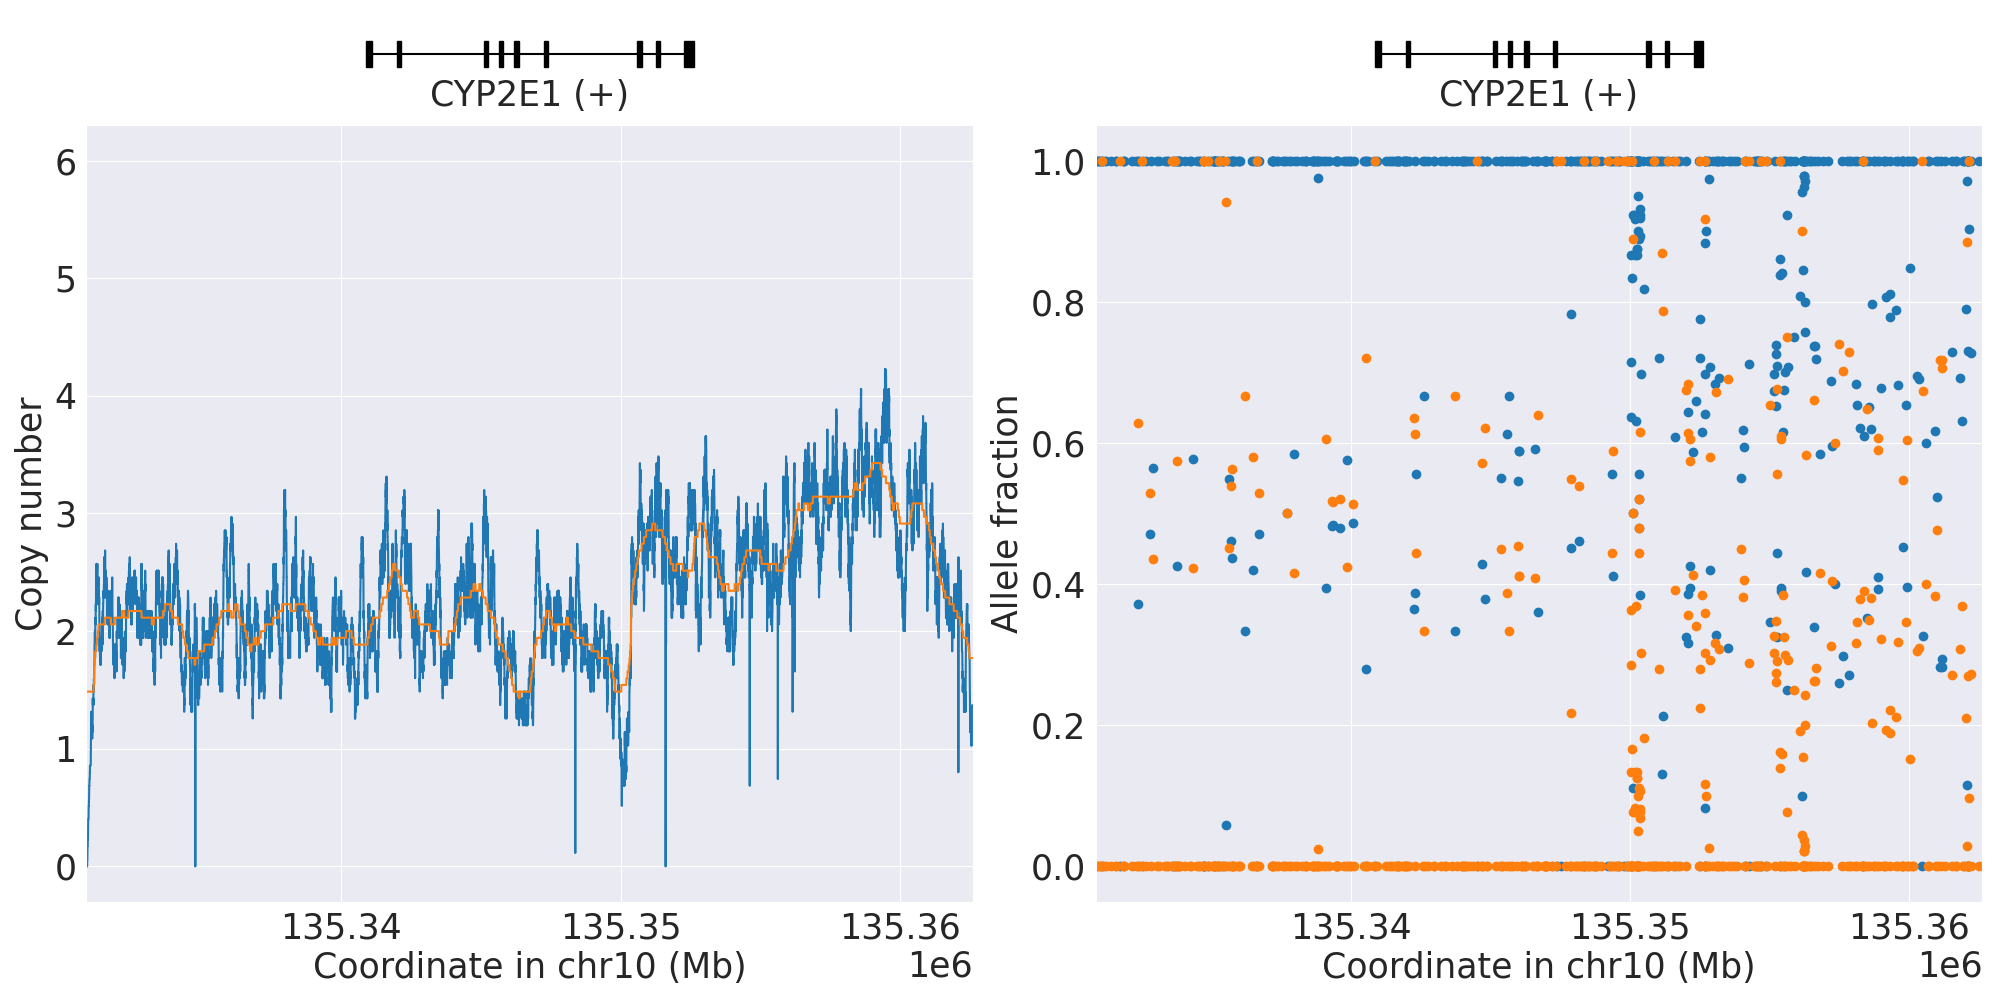 CYP2E1 (+)
6
5
4
3
2
1
0
Copy number
135.34 135.35 135.36
Coordinate in chr10 (Mb)
1e6
CYP2E1 (+)
1.0
0.8
0.6
0.4
0.2
0.0
Allele fraction
135.34 135.35 135.36
Coordinate in chr10 (Mb)
1e6